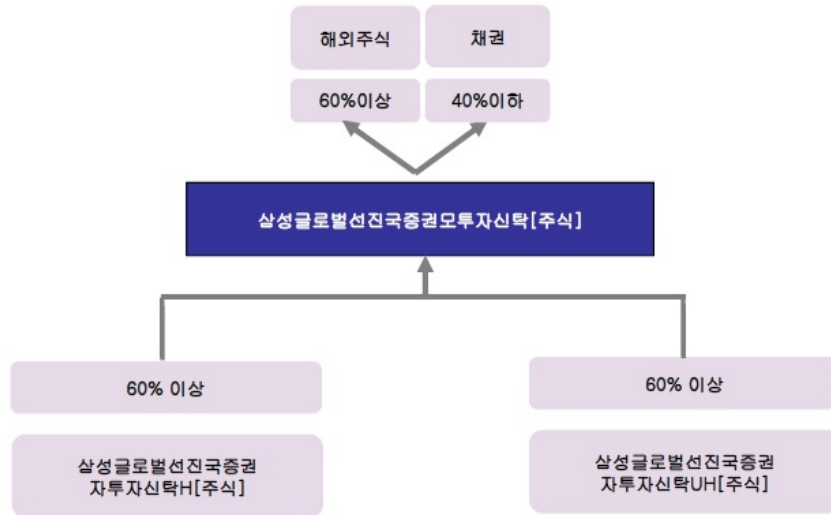 해외주식
채권
60%이상
40%이하
삼성글로벌선진국증권모투자신탁[주식]
60% 이상
60% 이상
삼성글로벌선진국증권
자투자신탁H[주식]
삼성글로벌선진국증권
자투자신탁UH[주식]